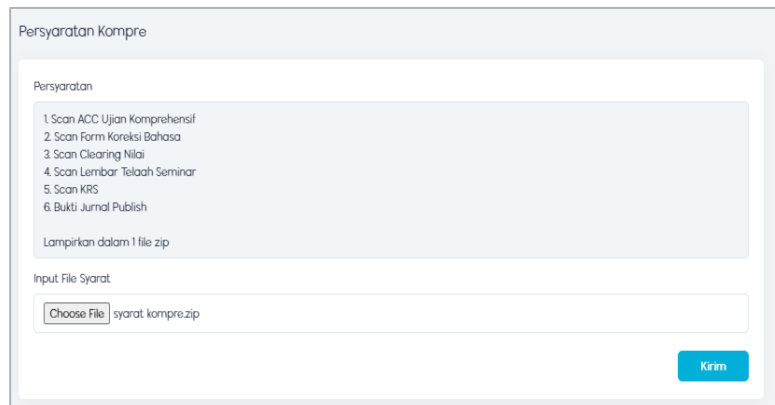 Persyaratan Kompre
Persyaratan
1. Scan ACC Ujian Komprehensif
2. Scan Form Koreksi Bahasa
3. Scan Clearing Nilai
4. Scan Lembar Telaah Seminar
5. Scan KRS
6. Bukti Jurnal Publish
Lampirkan dalam 1 file zip
Input File Syarat
Choose File syarat kompre.zip
Kirim